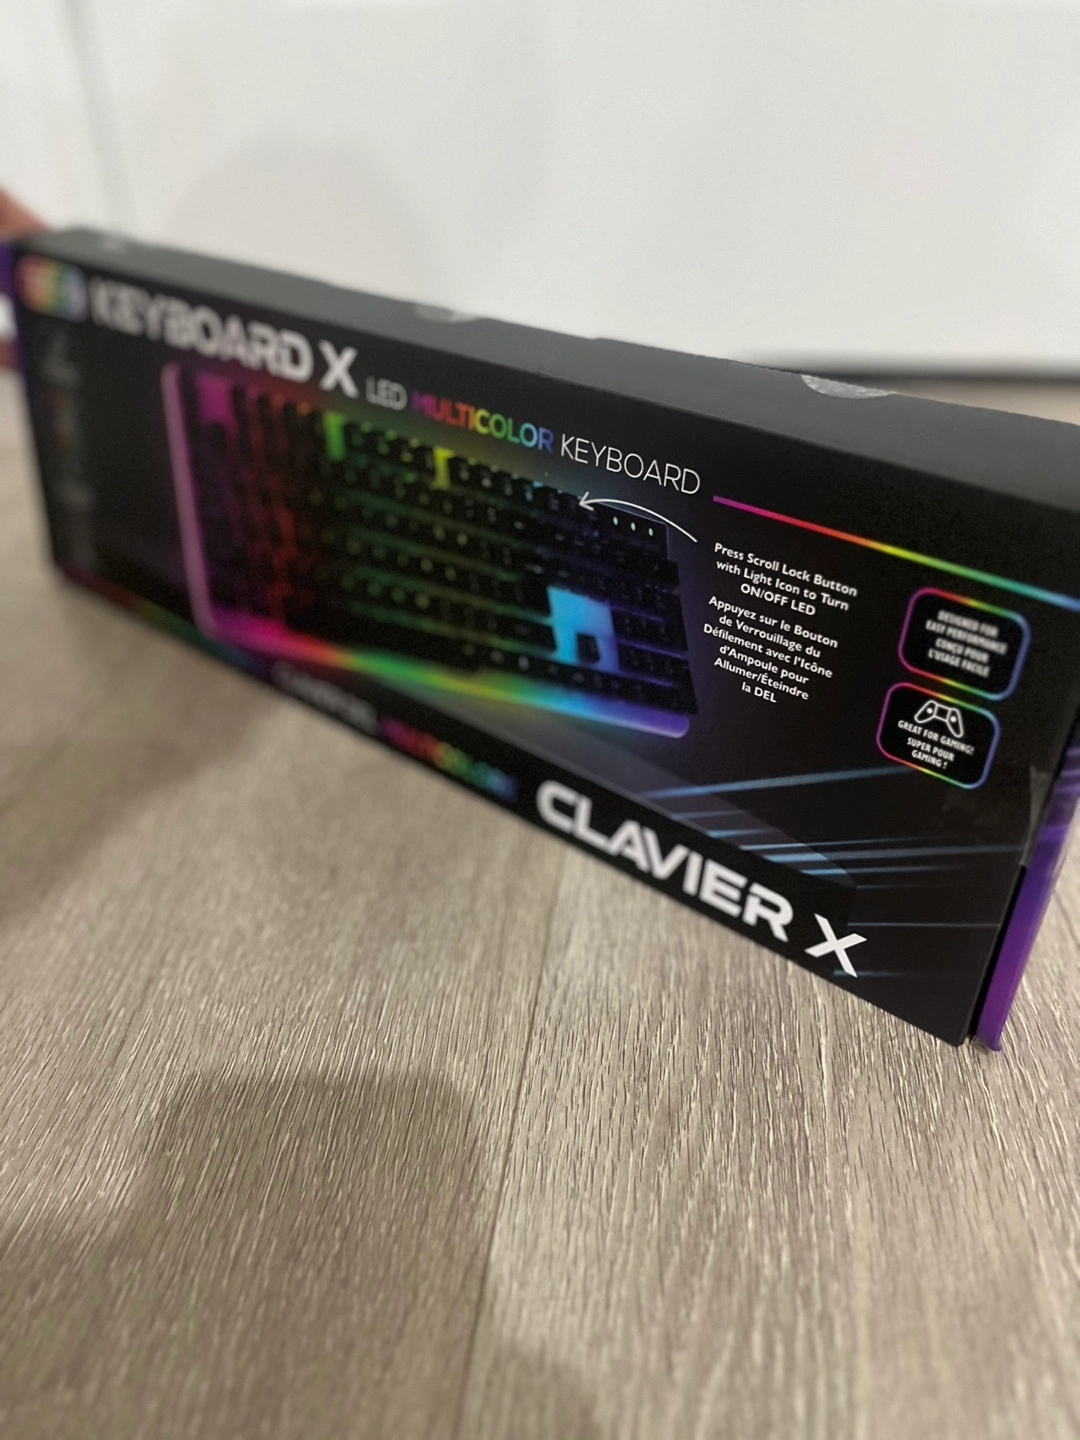 KEYBOARD X
LED MULTICOLOR KEYBOARD
Press Scroll Lock Button
with Light Icon to Turn
ON/OFF LED
Appuyez sur le Bouton
de Verrouillage du
Défilement avec l'Icône
d'Ampoule pour
Allumer/Éteindre
la DEL
DESIGNED FOR
EASY PERFORMANCE
CONÇU POUR
L'USAGE FACILE
GREAT FOR GAMING!
SUPER POUR
GAMING !
MULTICOLOR
CLAVIER X